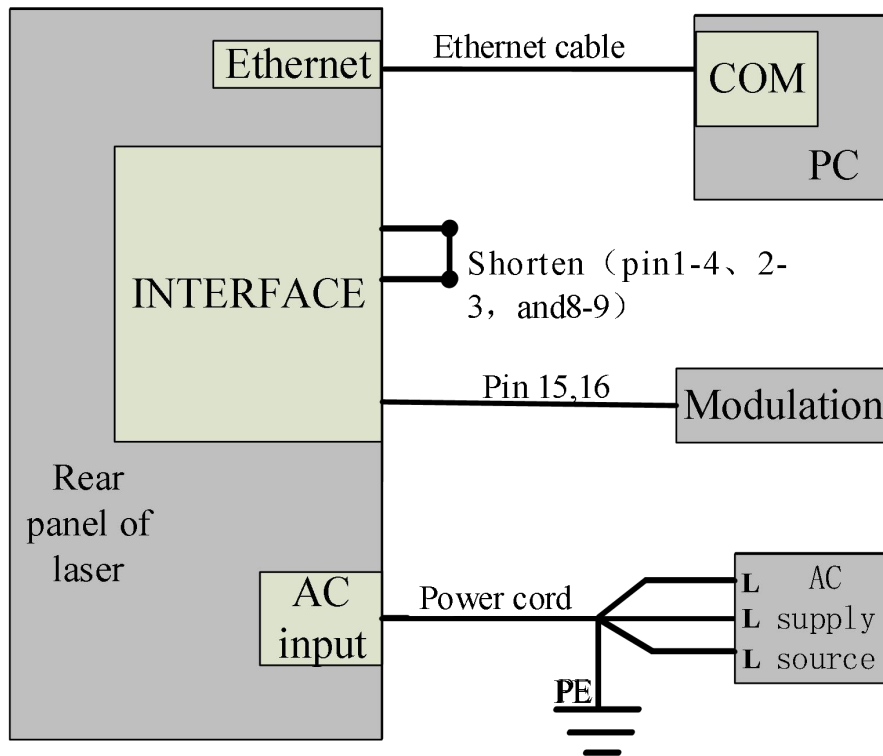 Ethernet
Ethernet cable
COM
PC
INTERFACE
Shorten（pin1-4、2-
3，and8-9）
Pin 15,16
Modulation
Rear
panel of
laser
AC
input
Power cord
L AC
L supply
L source
PE